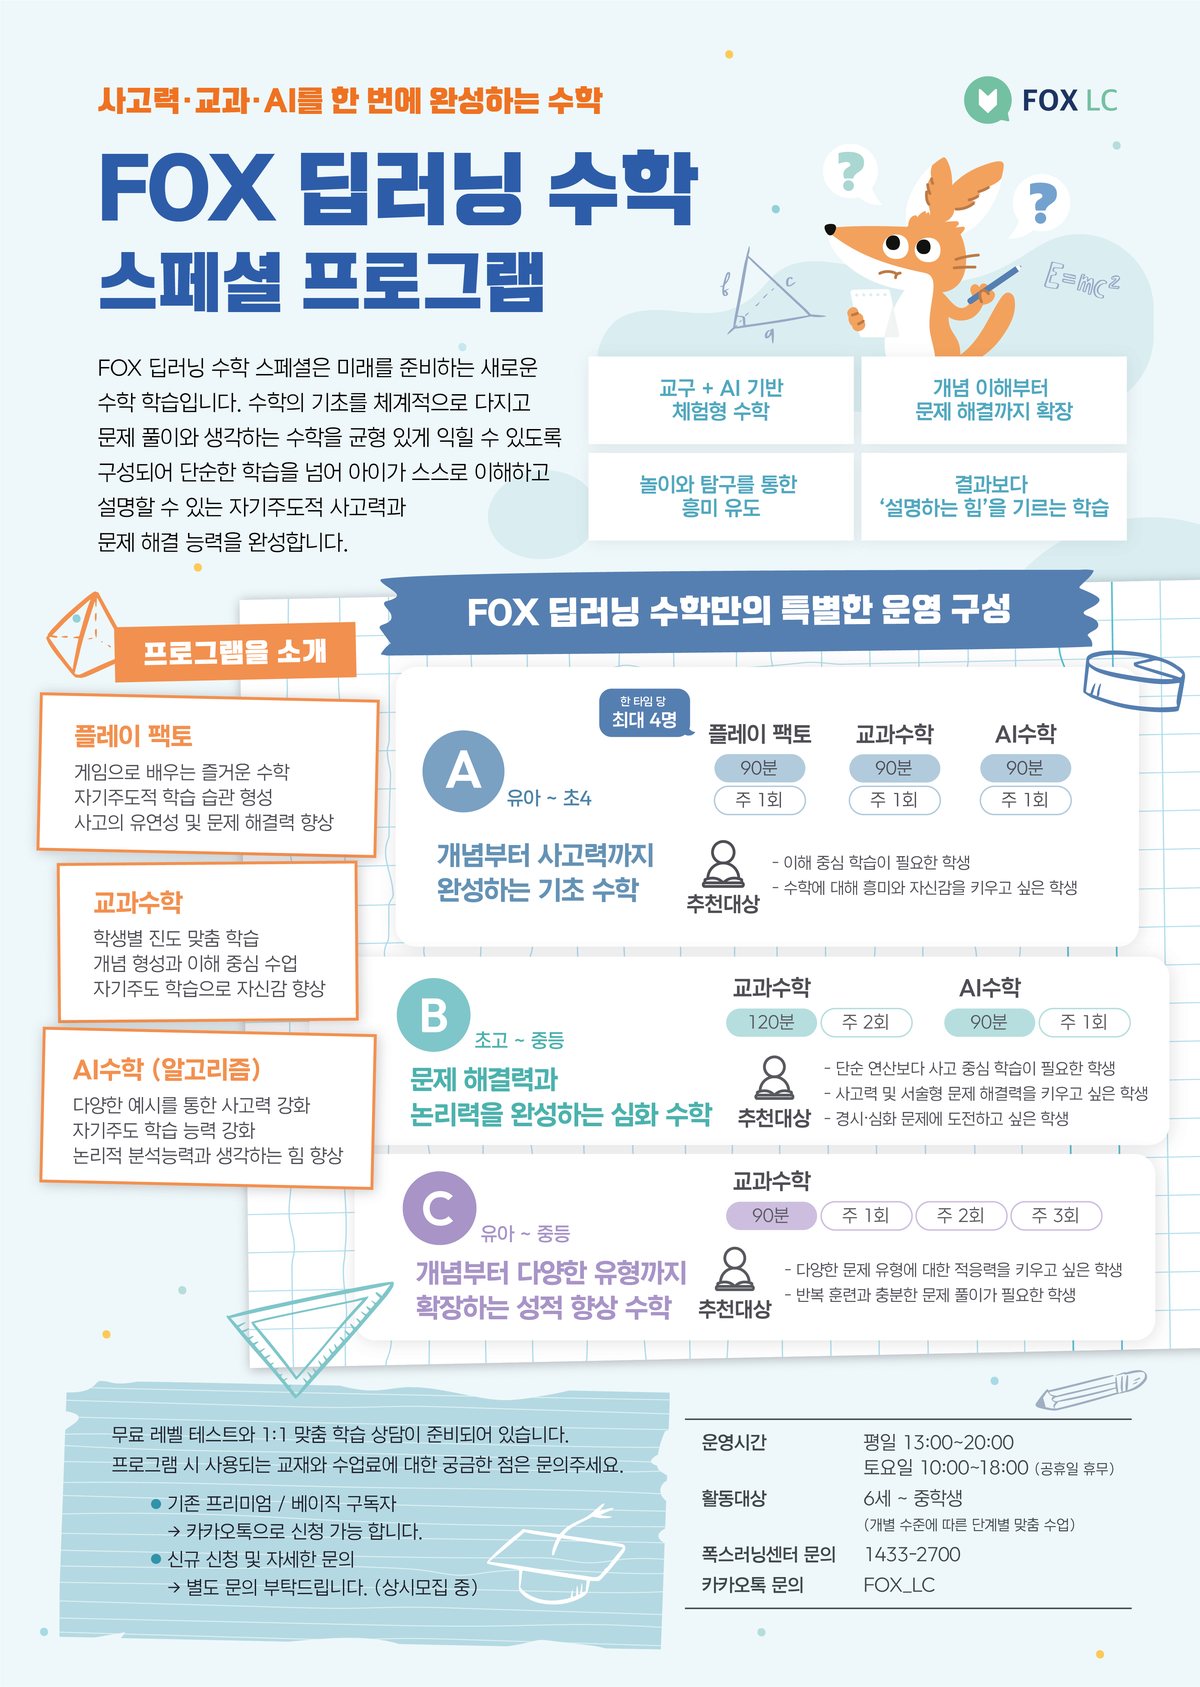 사고력·교과·AI를 한 번에 완성하는 수학
FOX LC
FOX 딥러닝 수학
스페셜 프로그램
?
?
b
c
a
E=mc²
FOX 딥러닝 수학 스페셜은 미래를 준비하는 새로운
수학 학습입니다. 수학의 기초를 체계적으로 다지고
문제 풀이와 생각하는 수학을 균형 있게 익힐 수 있도록
구성되어 단순한 학습을 넘어 아이가 스스로 이해하고
설명할 수 있는 자기주도적 사고력과
문제 해결 능력을 완성합니다.
교구 + AI 기반
체험형 수학
개념 이해부터
문제 해결까지 확장
놀이와 탐구를 통한
흥미 유도
결과보다
‘설명하는 힘’을 기르는 학습
프로그램을 소개
플레이 팩토
게임으로 배우는 즐거운 수학
자기주도적 학습 습관 형성
사고의 유연성 및 문제 해결력 향상
교과수학
학생별 진도 맞춤 학습
개념 형성과 이해 중심 수업
자기주도 학습으로 자신감 향상
AI수학 (알고리즘)
다양한 예시를 통한 사고력 강화
자기주도 학습 능력 강화
논리적 분석능력과 생각하는 힘 향상
FOX 딥러닝 수학만의 특별한 운영 구성
A
유아 ~ 초4
한 타임 당
최대 4명
플레이 팩토 교과수학 AI수학
90분 90분 90분
주 1회 주 1회 주 1회
개념부터 사고력까지
완성하는 기초 수학
추천대상
- 이해 중심 학습이 필요한 학생
- 수학에 대해 흥미와 자신감을 키우고 싶은 학생
B
초고 ~ 중등
교과수학 AI수학
120분 주 2회 90분 주 1회
문제 해결력과
논리력을 완성하는 심화 수학
추천대상
- 단순 연산보다 사고 중심 학습이 필요한 학생
- 사고력 및 서술형 문제 해결력을 키우고 싶은 학생
- 경시·심화 문제에 도전하고 싶은 학생
C
유아 ~ 중등
교과수학
90분 주 1회 주 2회 주 3회
개념부터 다양한 유형까지
확장하는 성적 향상 수학
추천대상
- 다양한 문제 유형에 대한 적응력을 키우고 싶은 학생
- 반복 훈련과 충분한 문제 풀이가 필요한 학생
무료 레벨 테스트와 1:1 맞춤 학습 상담이 준비되어 있습니다.
프로그램 시 사용되는 교재와 수업료에 대한 궁금한 점은 문의주세요.
● 기존 프리미엄 / 베이직 구독자
→ 카카오톡으로 신청 가능 합니다.
● 신규 신청 및 자세한 문의
→ 별도 문의 부탁드립니다. (상시모집 중)
운영시간 평일 13:00~20:00
토요일 10:00~18:00 (공휴일 휴무)
활동대상 6세 ~ 중학생
(개별 수준에 따른 단계별 맞춤 수업)
폭스러닝센터 문의 1433-2700
카카오톡 문의 FOX_LC